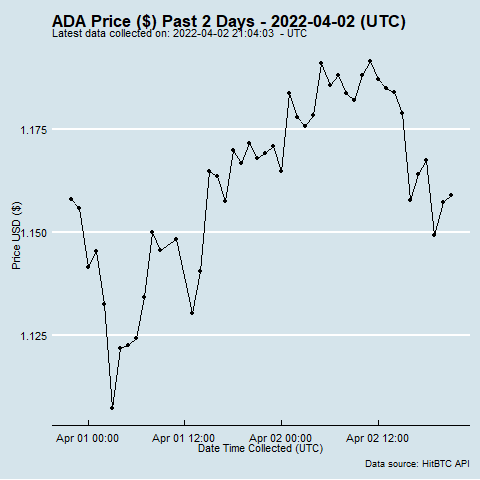 ADA Price ($) Past 2 Days - 2022-04-02 (UTC)
Latest data collected on: 2022-04-02 21:04:03 - UTC
1.175
1.150
1.125
Price USD ($)
Apr 01 00:00
Apr 01 12:00
Apr 02 00:00
Apr 02 12:00
Date Time Collected (UTC)
Data source: HitBTC API